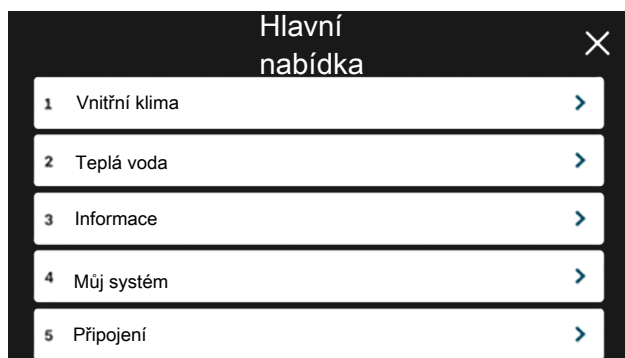 Hlavní
nabídka
1 Vnitřní klima
2 Teplá voda
3 Informace
4 Můj systém
5 Připojení